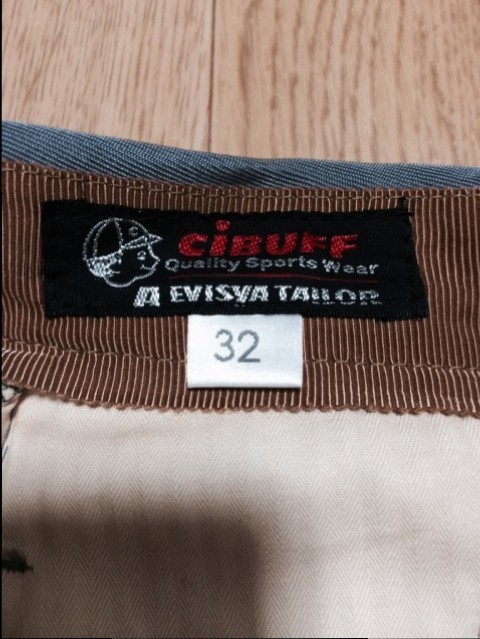 CiBUFF
Quality Sports Wear
A EVISYA TAILOR
32